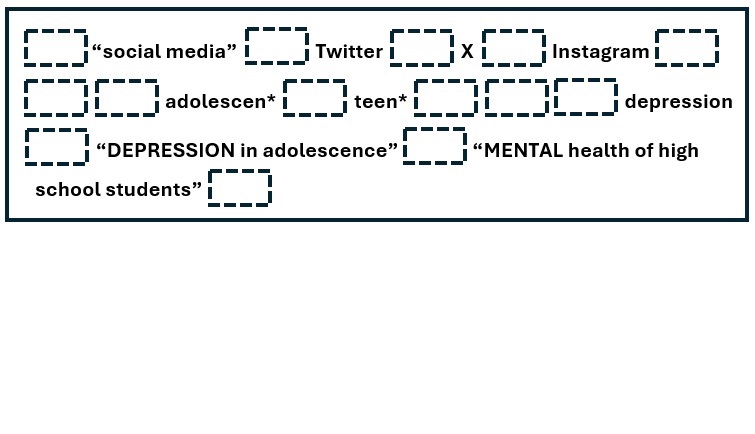 “social media” Twitter X Instagram
adolescen* teen* depression
“DEPRESSION in adolescence” “MENTAL health of high
school students”